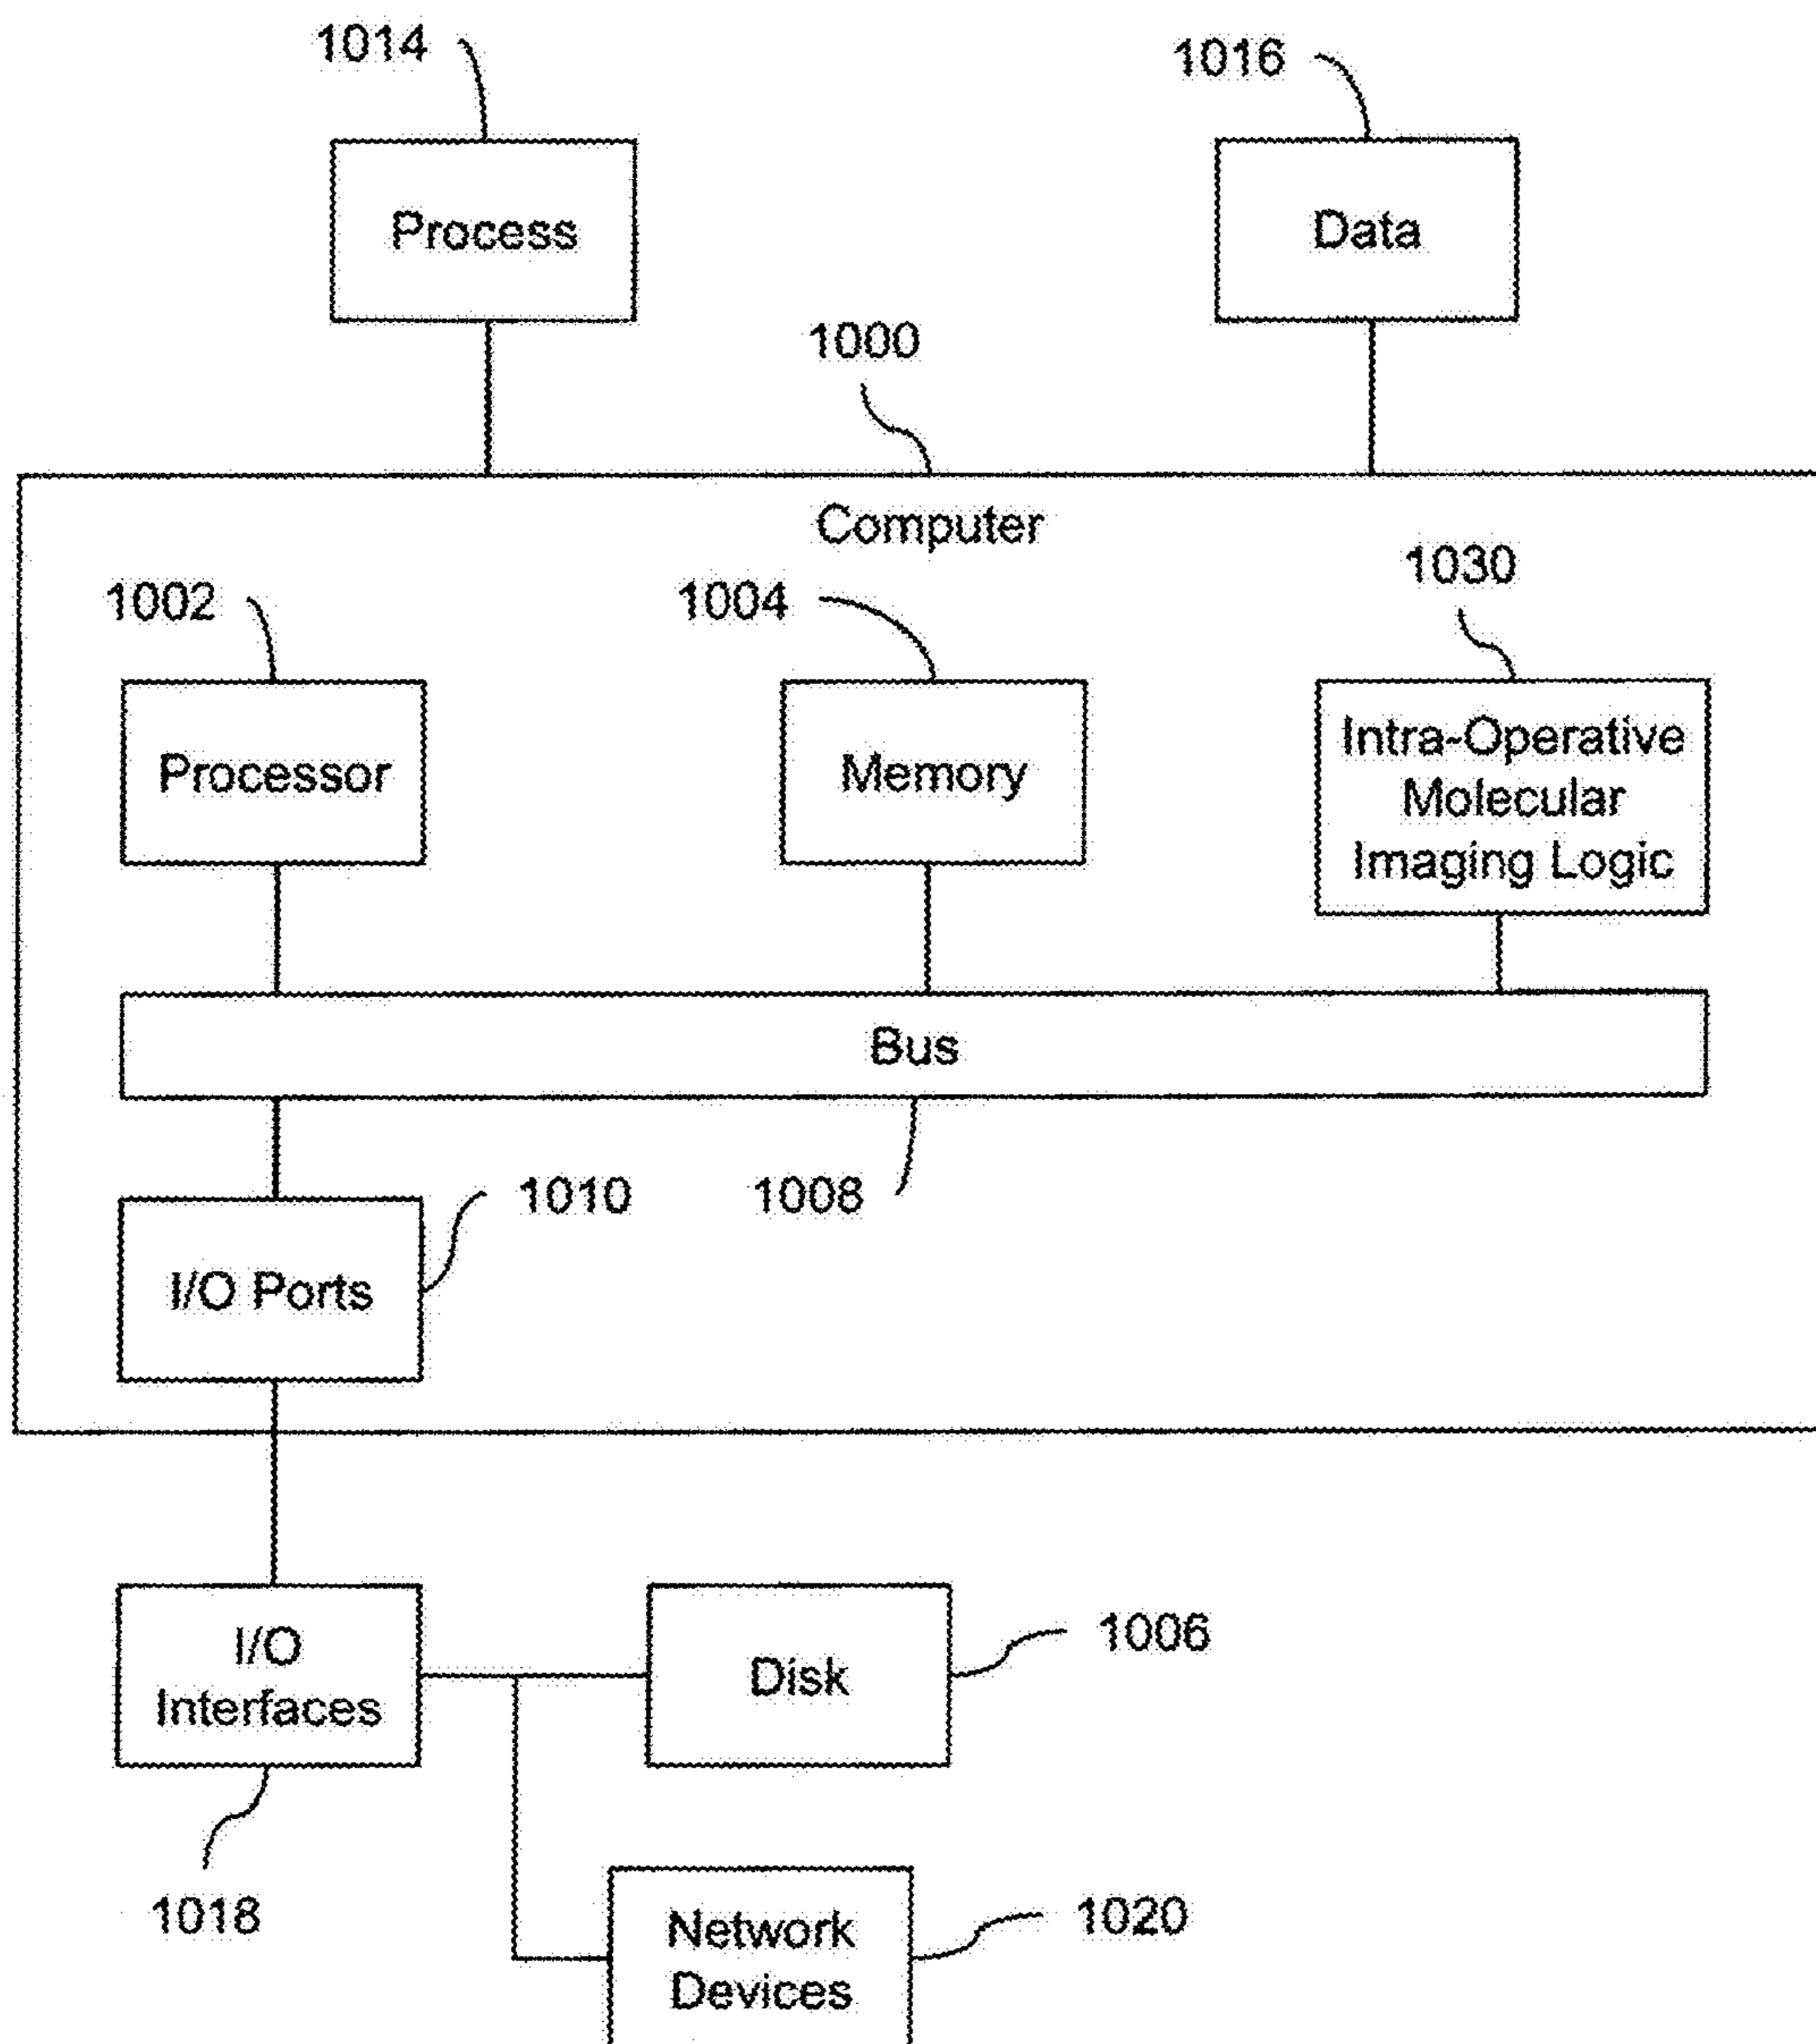 1014
1016
Process
Data
1000
Computer
1002
1004
1030
Processor
Memory
Intra-Operative
Molecular
Imaging Logic
Bus
1010
1008
I/O Ports
I/O
Interfaces
Disk
1006
1018
Network
Devices
1020